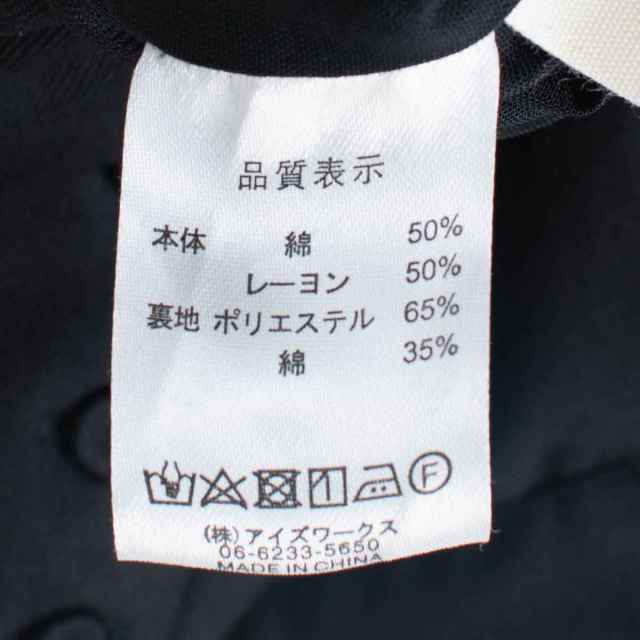 品質表示
本体 綿 50%
レーヨン 50%
裏地 ポリエステル 65%
綿 35%
F
(株)アイズワークス
06-6233-5650
MADE IN CHINA